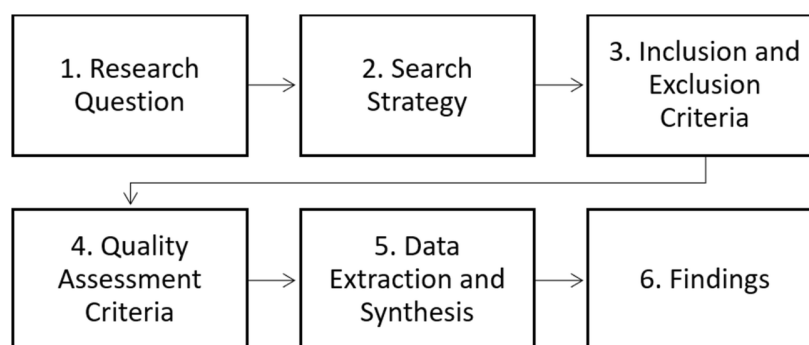 1. Research
Question
2. Search
Strategy
3. Inclusion and
Exclusion
Criteria
4. Quality
Assessment
Criteria
5. Data
Extraction and
Synthesis
6. Findings